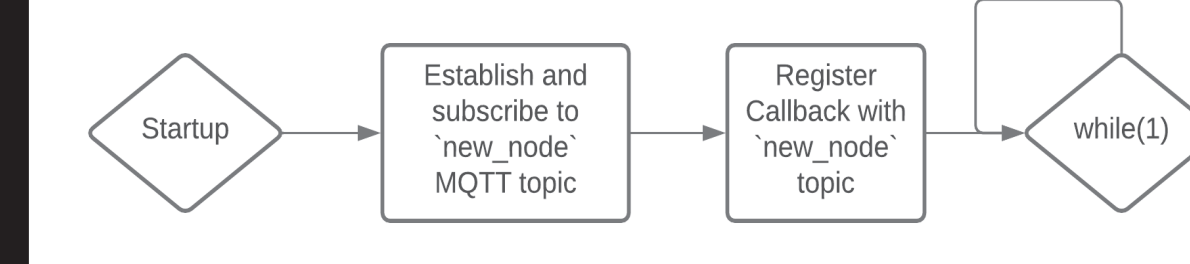 Startup
Establish and
subscribe to
`new_node`
MQTT topic
Register
Callback with
`new_node`
topic
while(1)